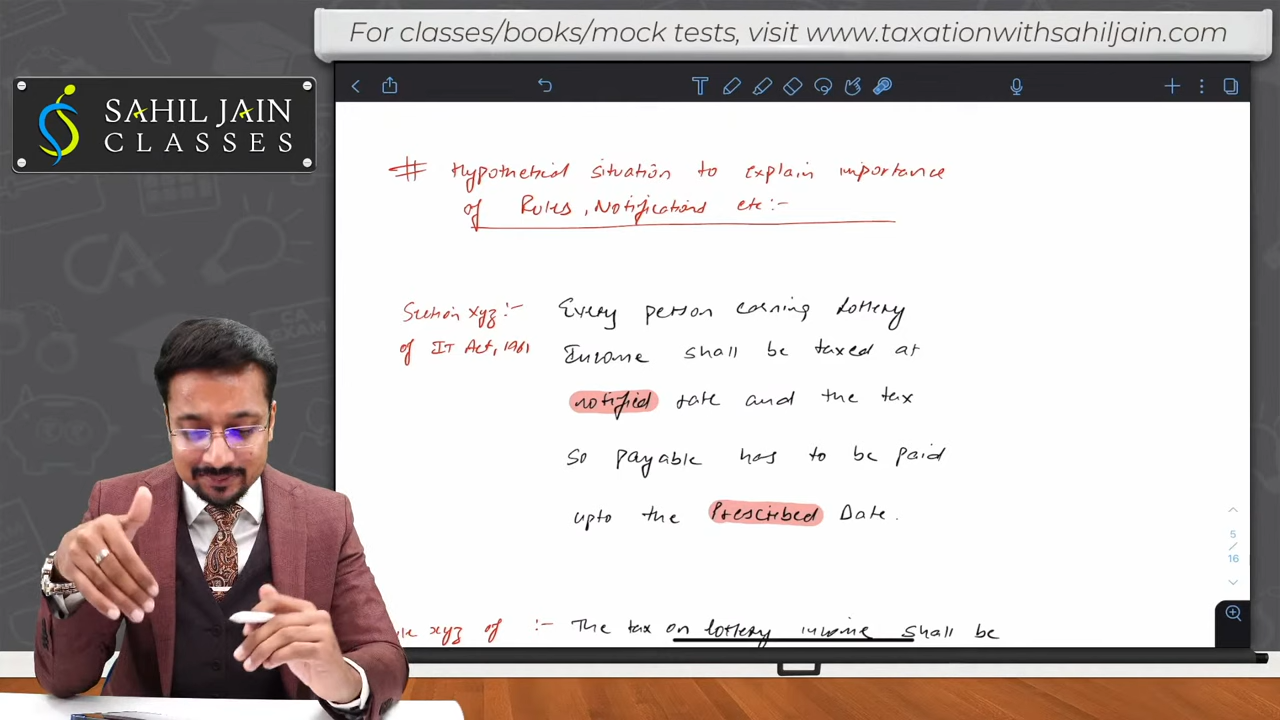 For classes/books/mock tests, visit www.taxationwithsahiljain.com
SAHIL JAIN
CLASSES
# Hypothetical situation to explain importance
of Rules, Notifications etc:-
Section xyz:- Every person earning lottery
of IT Act, 1961 Income shall be taxed at
notified rate and the tax
so payable has to be paid
upto the Prescribed Date.
xyz of :- The tax on lottery income shall be
5
/
16